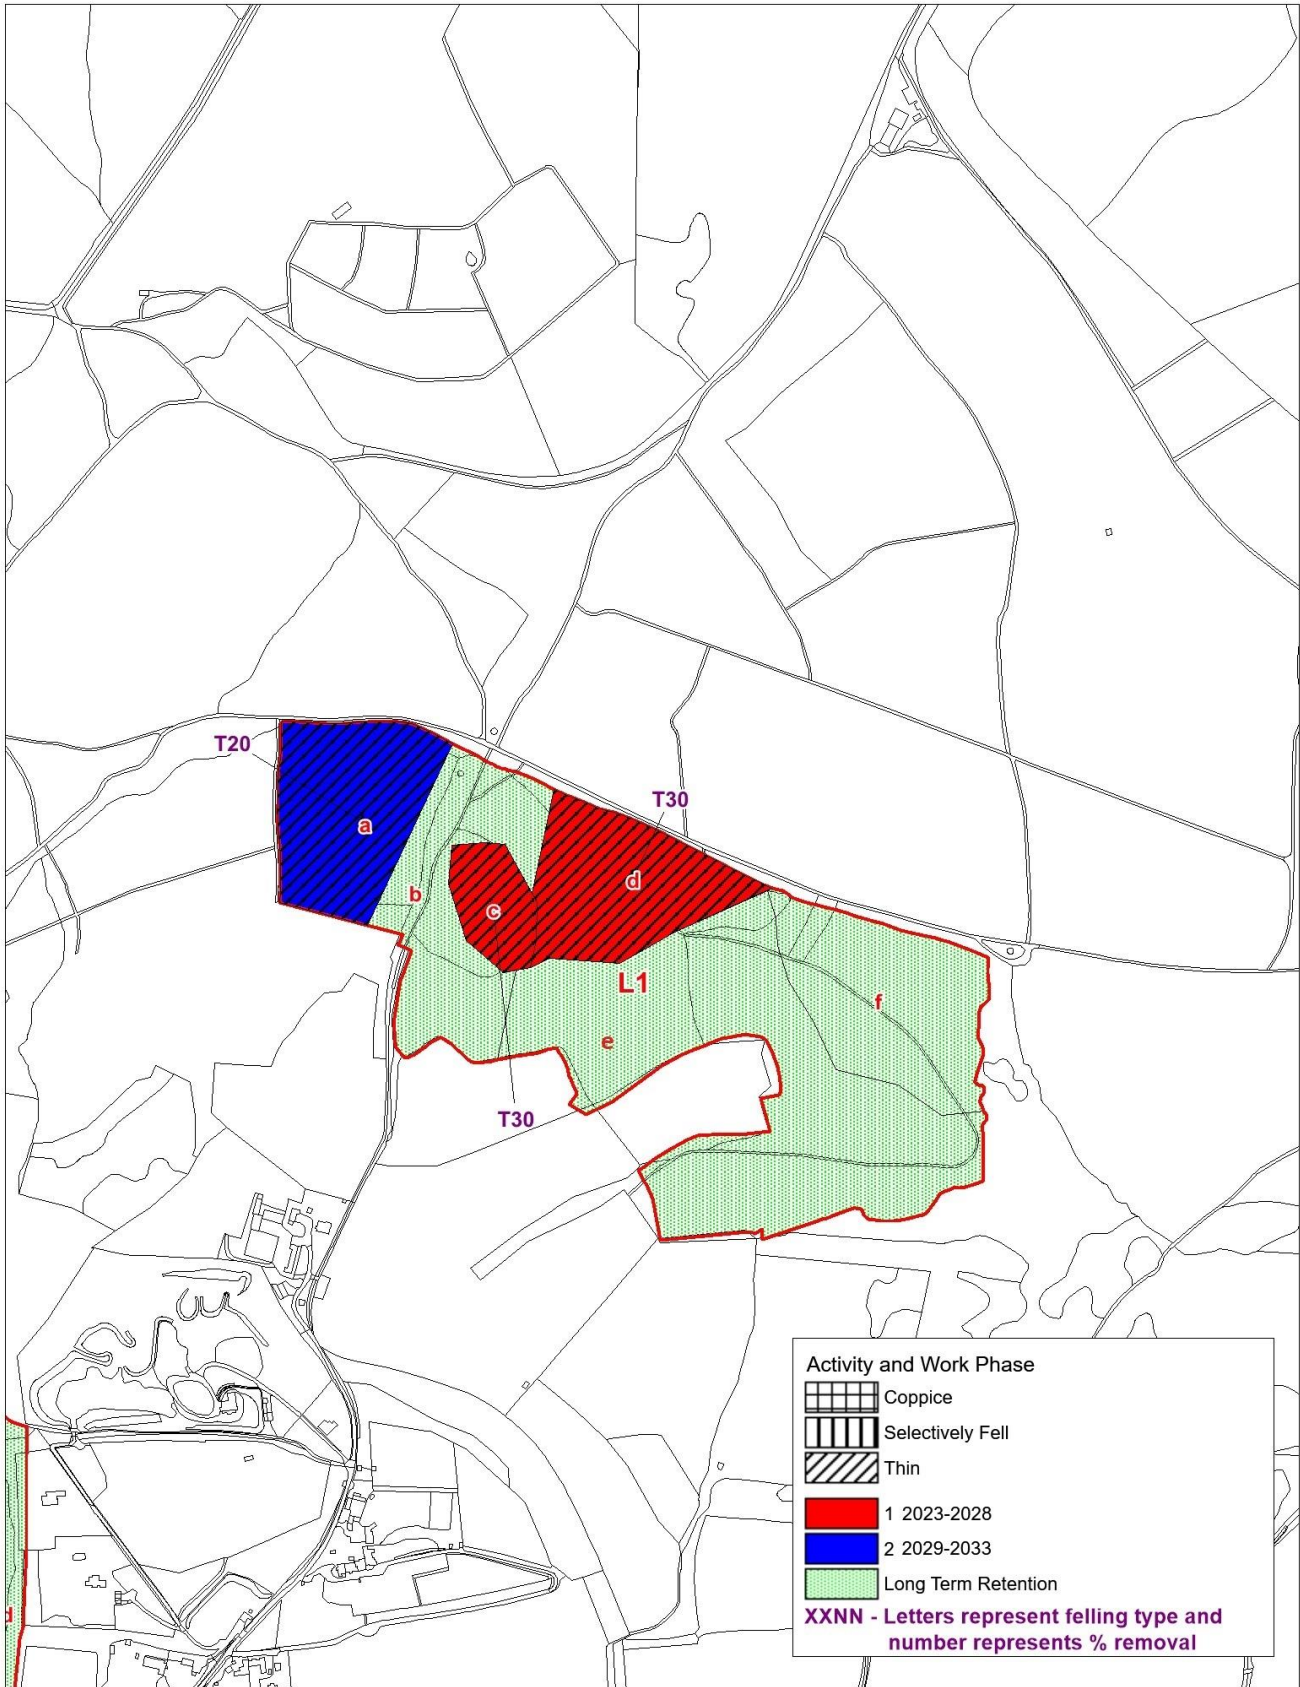 T20
T30
a
d
b
c
L1
f
e
T30
d
Activity and Work Phase
Coppice
Selectively Fell
Thin
1 2023-2028
2 2029-2033
Long Term Retention
XXNN - Letters represent felling type and
number represents % removal